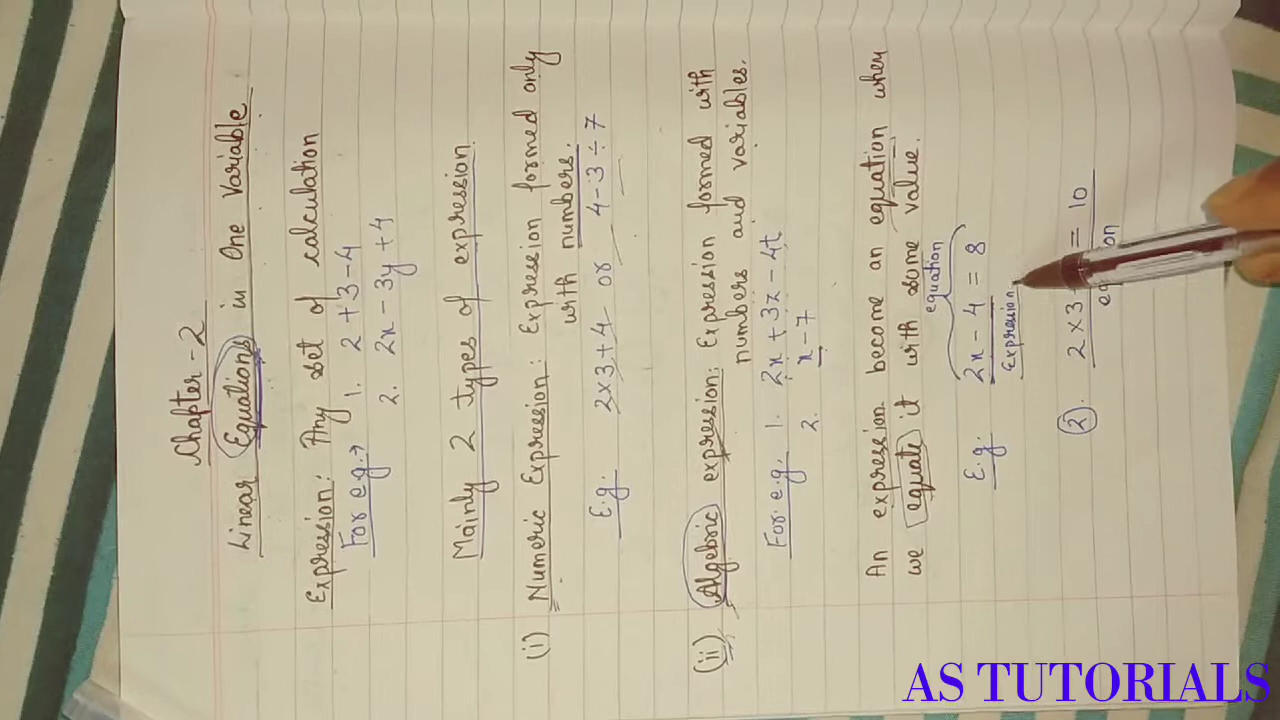 Chapter-2
Linear Equations in One Variable
Expression: Any set of calculation
For e.g.→ 1. 2+3-4
2. 2x-3y+4
Mainly 2 types of expression
(i) Numeric Expression: Expression formed only
with numbers.
E.g. 2×3+4 or 4-3÷7
(ii) Algebric expression: Expression formed with
numbers and variables.
For e.g. 1. 2x+3x-4t
2. x-7
An expression become an equation when
we equate it with some value.
equation
E.g. 2x-4=8
Expression
(2). 2×3 = 10
AS TUTORIALS